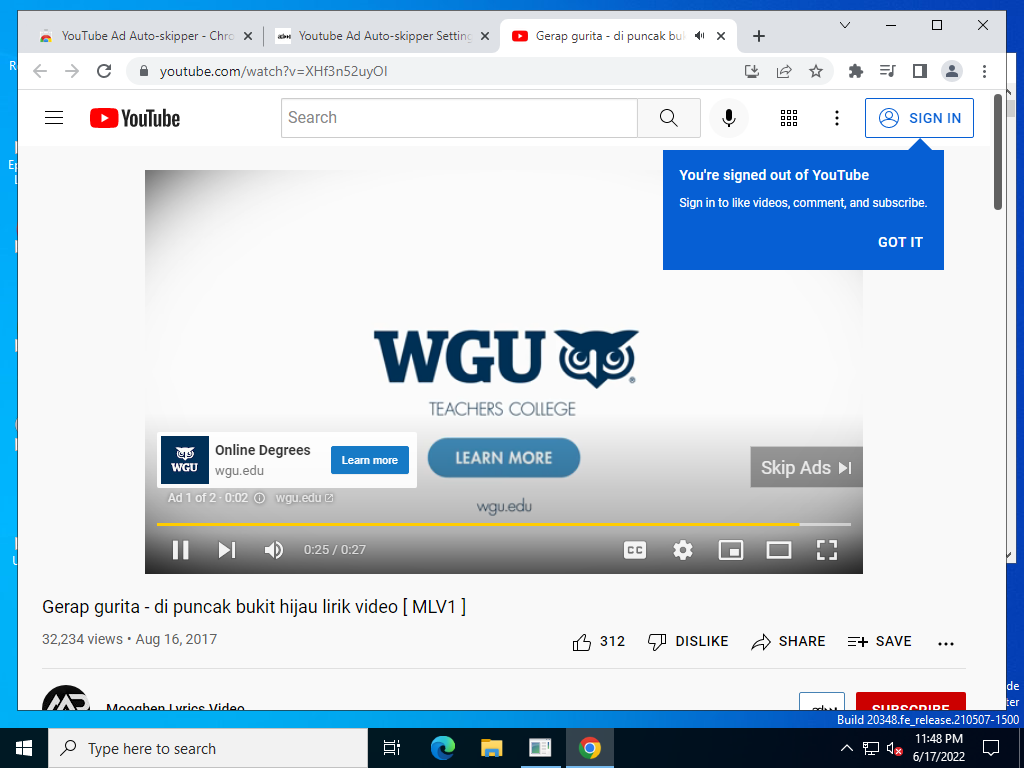 YouTube Ad Auto-skipper - Chro
Youtube Ad Auto-skipper Setting
Gerap gurita - di puncak buki
youtube.com/watch?v=XHf3n52uyOI
YouTube
Search
SIGN IN
You're signed out of YouTube
Sign in to like videos, comment, and subscribe.
GOT IT
WGU
TEACHERS COLLEGE
LEARN MORE
wgu.edu
WGU
Online Degrees
wgu.edu
Learn more
Skip Ads
Ad 1 of 2 · 0:02
wgu.edu
0:25 / 0:27
CC
Gerap gurita - di puncak bukit hijau lirik video [ MLV1 ]
32,234 views • Aug 16, 2017
312
DISLIKE
SHARE
SAVE
Mooghen Lyrics Video
SUBSCRIBE
Build 20348.fe_release.210507-1500
Type here to search
11:48 PM
6/17/2022